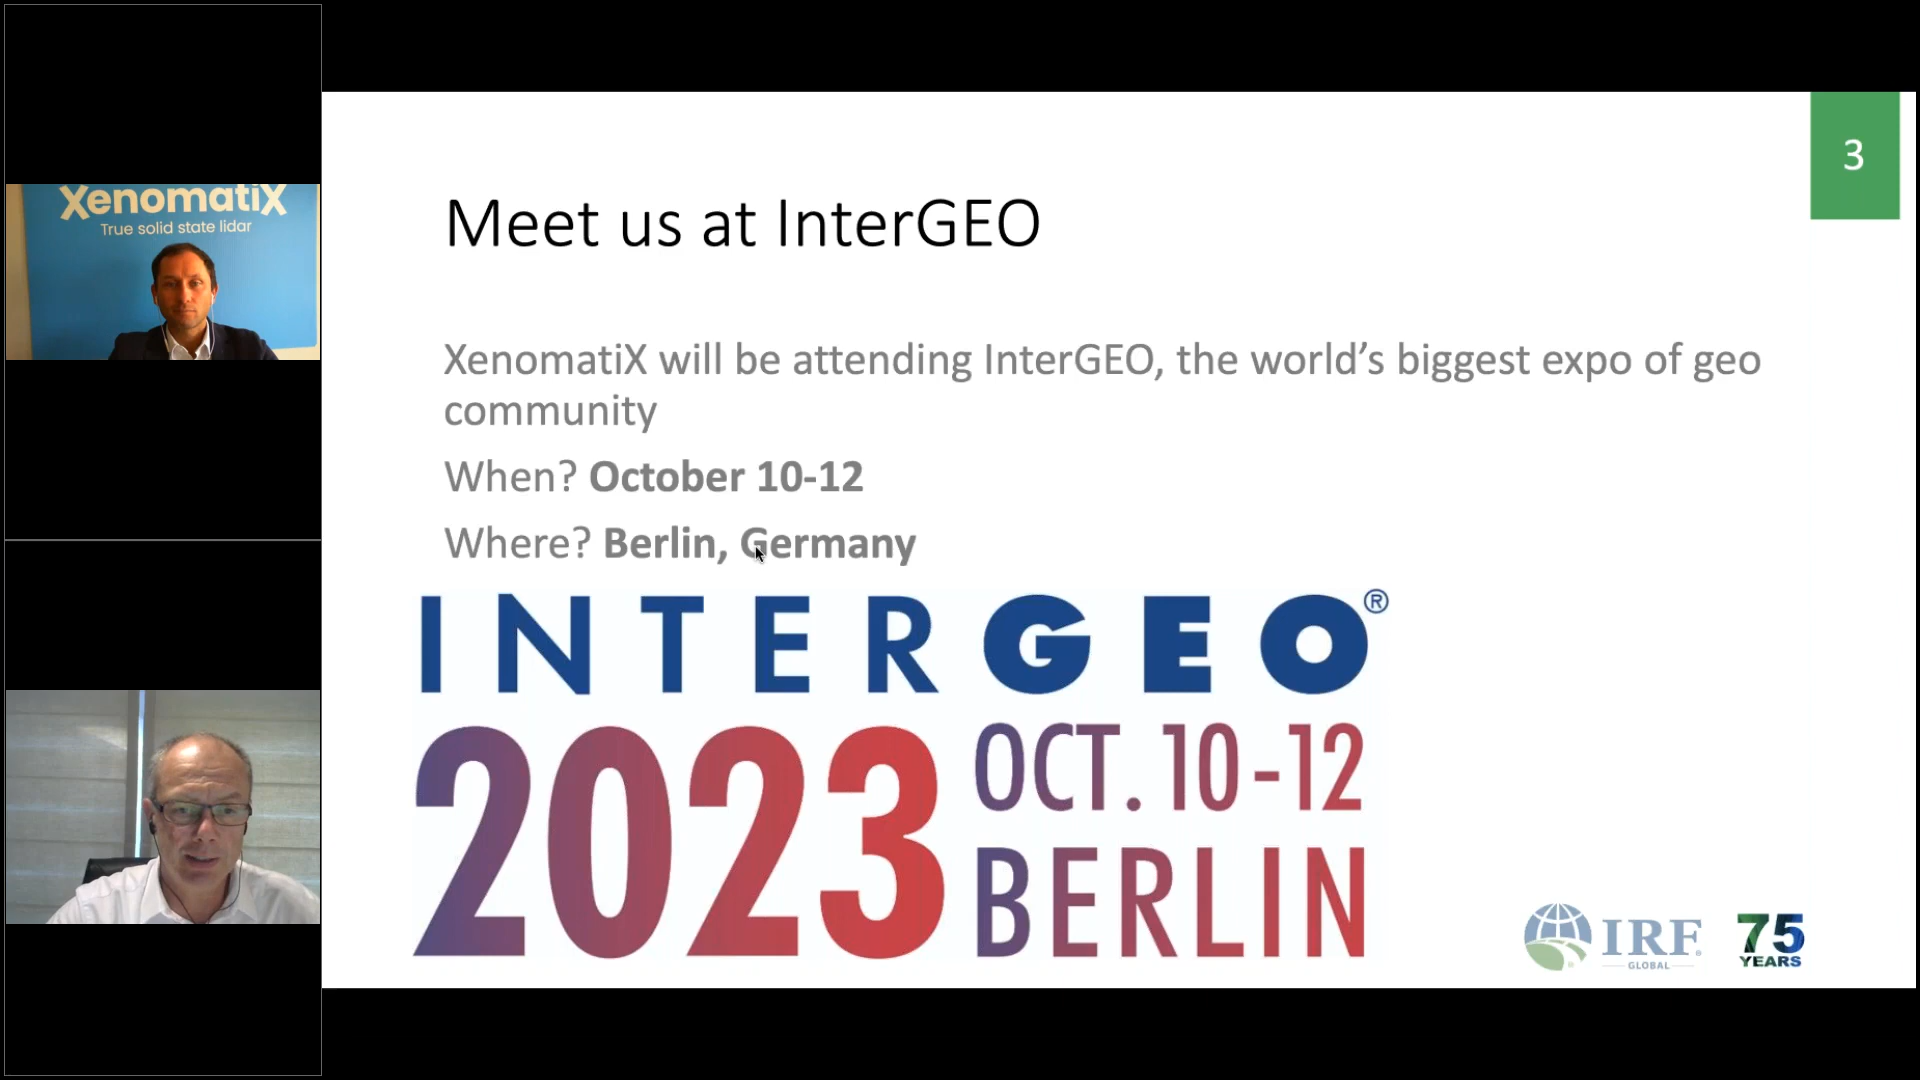 XenomatiX
True solid state lidar
3
Meet us at InterGEO
XenomatiX will be attending InterGEO, the world’s biggest expo of geo
community
When? October 10-12
Where? Berlin, Germany
INTERGEO®
2023 OCT. 10-12
BERLIN
IRF®
GLOBAL
75
YEARS